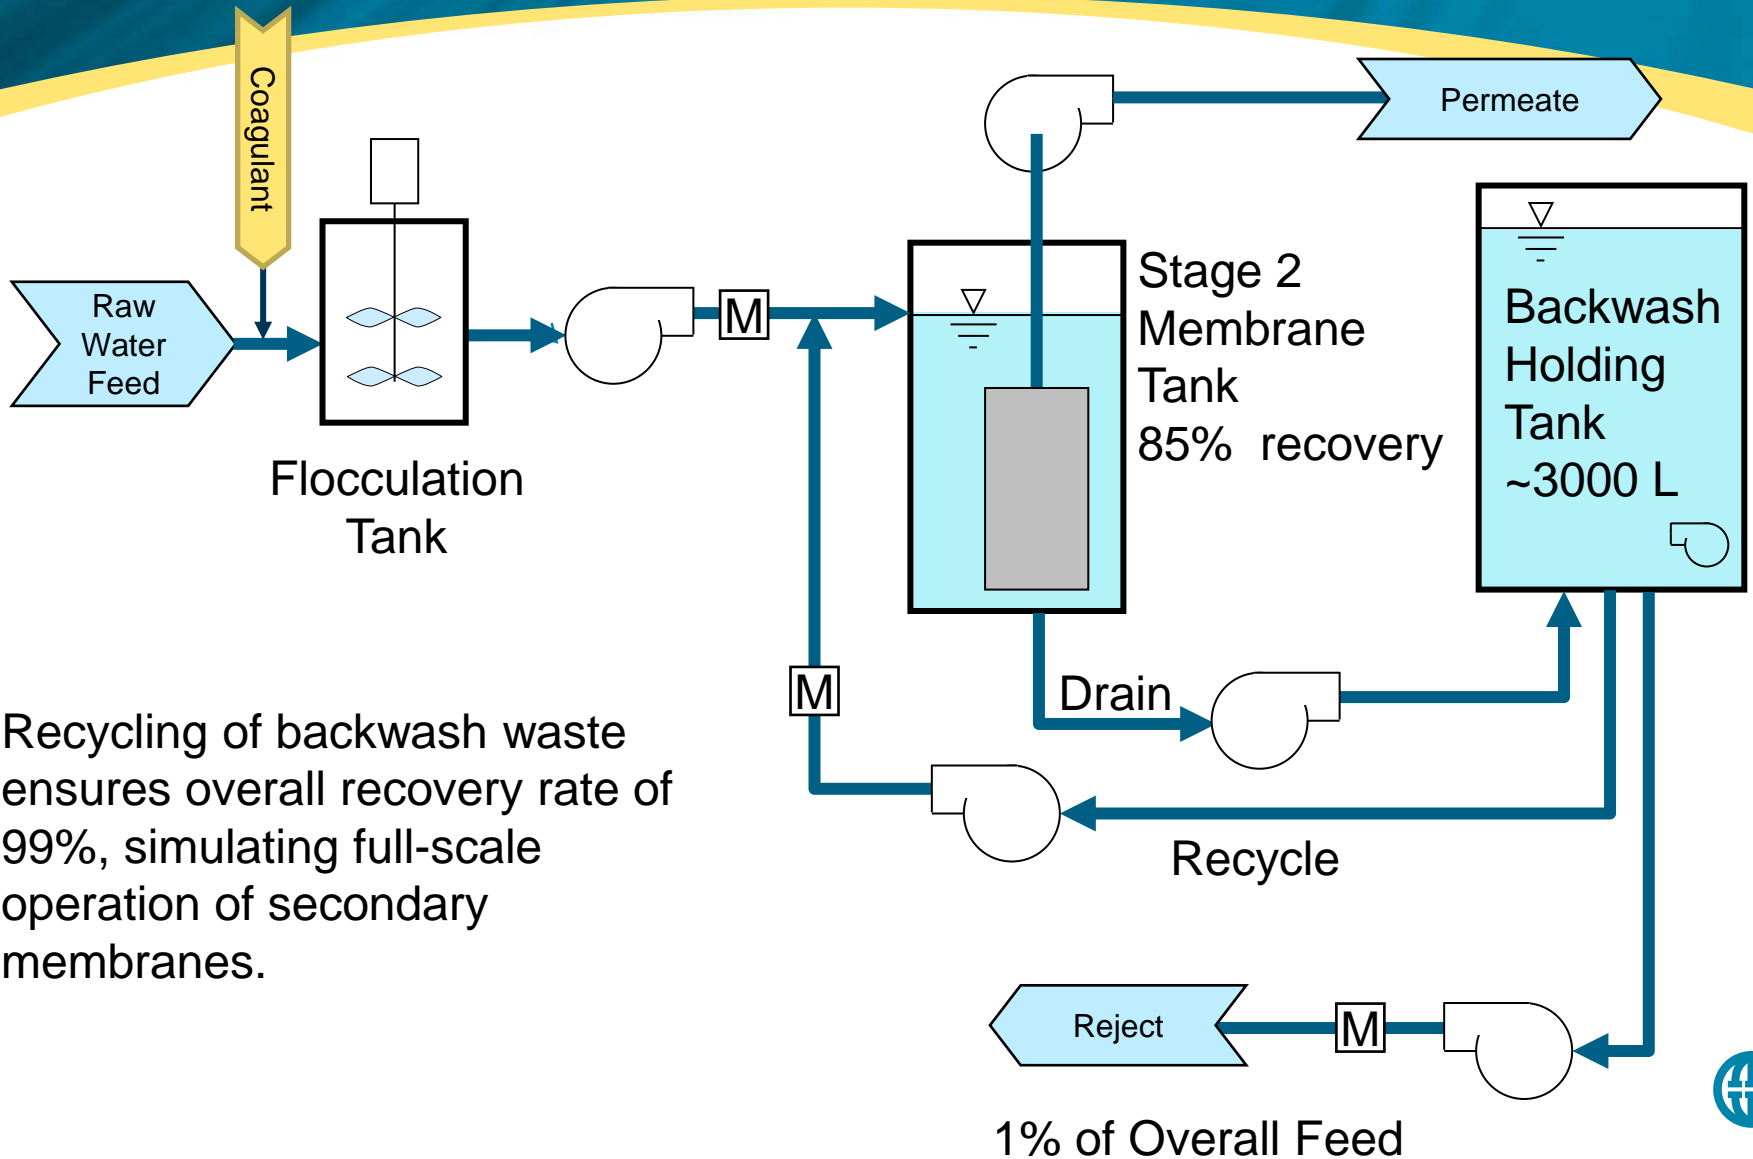 Coagulant
Permeate
Raw
Water
Feed
M
Stage 2
Membrane
Tank
85% recovery
Backwash
Holding
Tank
~3000 L
Flocculation
Tank
M
Drain
Recycling of backwash waste
ensures overall recovery rate of
99%, simulating full-scale
operation of secondary
membranes.
Recycle
Reject
M
1% of Overall Feed